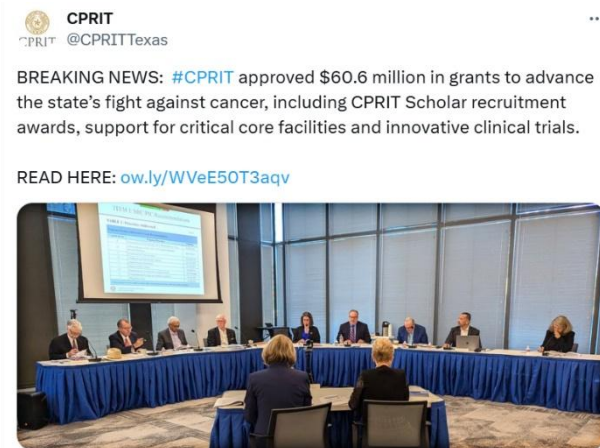 CPRIT
CPRIT @CPRITTexas
BREAKING NEWS: #CPRIT approved $60.6 million in grants to advance
the state’s fight against cancer, including CPRIT Scholar recruitment
awards, support for critical core facilities and innovative clinical trials.
READ HERE: ow.ly/WVeE50T3aqv